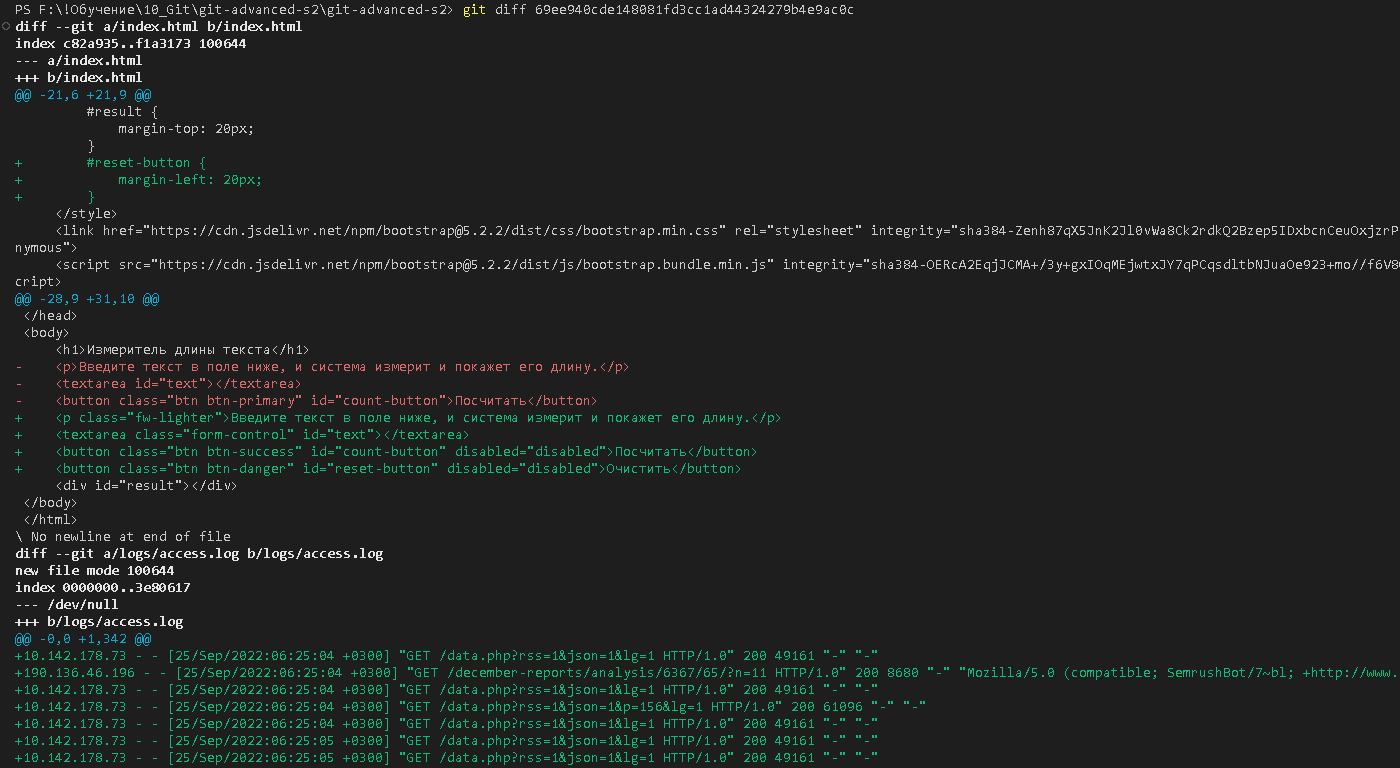 PS F:\!Обучение\10_Git\git-advanced-s2\git-advanced-s2> git diff 69ee940cde148081fd3cc1ad44324279b4e9ac0c
diff --git a/index.html b/index.html
index c82a935..f1a3173 100644
--- a/index.html
+++ b/index.html
@@ -21,6 +21,9 @@
        #result {
            margin-top: 20px;
        }
+        #reset-button {
+            margin-left: 20px;
+        }
    </style>
    <link href="https://cdn.jsdelivr.net/npm/bootstrap@5.2.2/dist/css/bootstrap.min.css" rel="stylesheet" integrity="sha384-Zenh87qX5JnK2Jl0vWa8Ck2rdkQ2Bzep5IDxbcnCeuOxjzrP
nymous">
    <script src="https://cdn.jsdelivr.net/npm/bootstrap@5.2.2/dist/js/bootstrap.bundle.min.js" integrity="sha384-OERcA2EqjJCMA+/3y+gxIOqMEjwtxJY7qPCqsdltbNJuaOe923+mo//f6V8
cript>
@@ -28,9 +31,10 @@
 </head>
 <body>
     <h1>Измеритель длины текста</h1>
-    <p>Введите текст в поле ниже, и система измерит и покажет его длину.</p>
-    <textarea id="text"></textarea>
-    <button class="btn btn-primary" id="count-button">Посчитать</button>
+    <p class="fw-lighter">Введите текст в поле ниже, и система измерит и покажет его длину.</p>
+    <textarea class="form-control" id="text"></textarea>
+    <button class="btn btn-success" id="count-button" disabled="disabled">Посчитать</button>
+    <button class="btn btn-danger" id="reset-button" disabled="disabled">Очистить</button>
     <div id="result"></div>
 </body>
 </html>
\ No newline at end of file
diff --git a/logs/access.log b/logs/access.log
new file mode 100644
index 0000000..3e80617
--- /dev/null
+++ b/logs/access.log
@@ -0,0 +1,342 @@
+10.142.178.73 - - [25/Sep/2022:06:25:04 +0300] "GET /data.php?rss=1&json=1&lg=1 HTTP/1.0" 200 49161 "-" "-"
+190.136.46.196 - - [25/Sep/2022:06:25:04 +0300] "GET /december-reports/analysis/6367/65/?n=11 HTTP/1.0" 200 8680 "-" "Mozilla/5.0 (compatible; SemrushBot/7~bl; +http://www.
+10.142.178.73 - - [25/Sep/2022:06:25:04 +0300] "GET /data.php?rss=1&json=1&lg=1 HTTP/1.0" 200 49161 "-" "-"
+10.142.178.73 - - [25/Sep/2022:06:25:04 +0300] "GET /data.php?rss=1&json=1&p=156&lg=1 HTTP/1.0" 200 61096 "-" "-"
+10.142.178.73 - - [25/Sep/2022:06:25:04 +0300] "GET /data.php?rss=1&json=1&lg=1 HTTP/1.0" 200 49161 "-" "-"
+10.142.178.73 - - [25/Sep/2022:06:25:05 +0300] "GET /data.php?rss=1&json=1&lg=1 HTTP/1.0" 200 49161 "-" "-"
+10.142.178.73 - - [25/Sep/2022:06:25:05 +0300] "GET /data.php?rss=1&json=1&lg=1 HTTP/1.0" 200 49161 "-" "-"